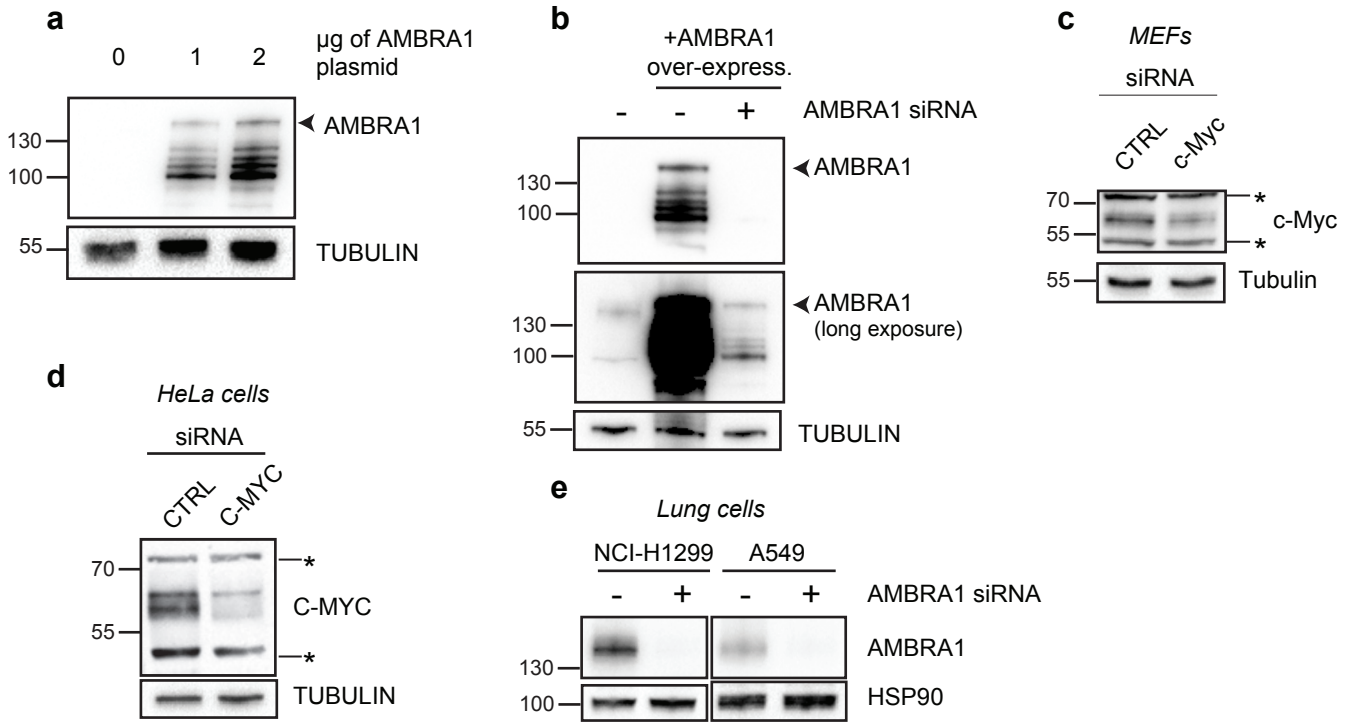 a
0 1 2 µg of AMBRA1
plasmid
130
100
AMBRA1
55
TUBULIN
b
+AMBRA1
over-express.
- - + AMBRA1 siRNA
130
100
AMBRA1
130
100
AMBRA1
(long exposure)
55
TUBULIN
c
MEFs
siRNA
CTRL c-Myc
70
55
*
c-Myc
*
55
Tubulin
d
HeLa cells
siRNA
CTRL C-MYC
70
55
*
C-MYC
*
TUBULIN
e
Lung cells
NCI-H1299 A549
- + - + AMBRA1 siRNA
130
AMBRA1
100
HSP90